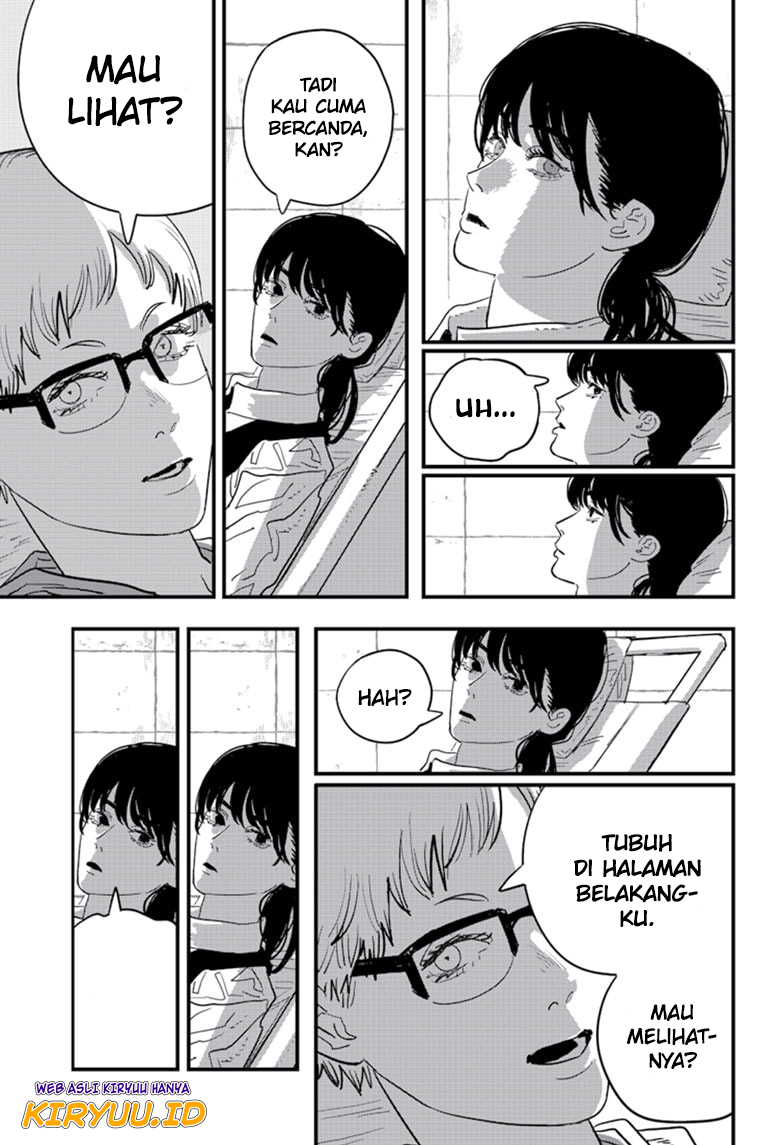 UH...
TADI
KAU CUMA
BERCANDA,
KAN?
MAU
LIHAT?
HAH?
TUBUH
DI HALAMAN
BELAKANG-
KU.
MAU
MELIHAT-
NYA?
WEB ASLI KIRYUU HANYA
KIRYUU.ID